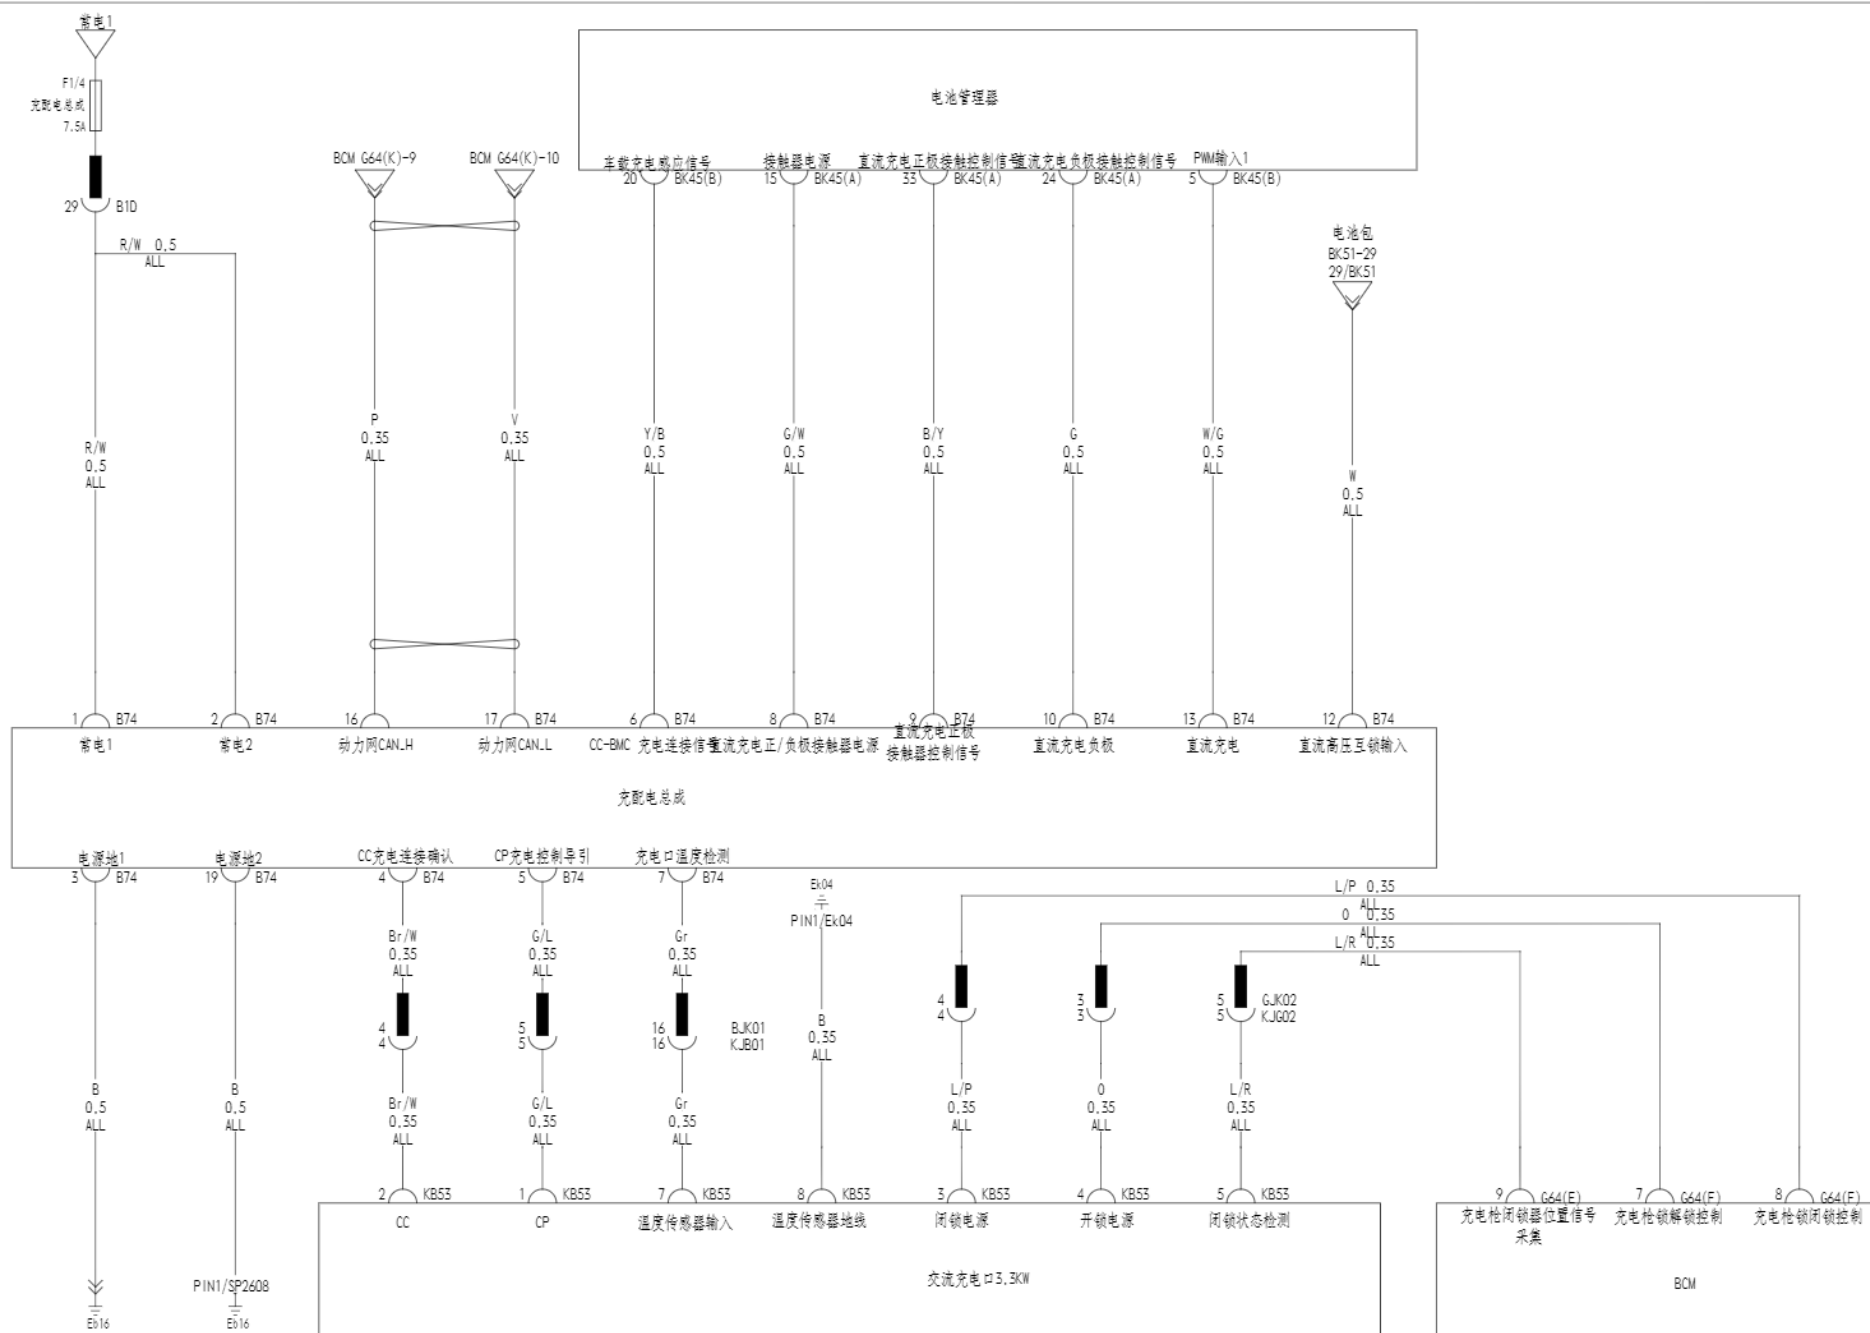 常电1
F1/4
充配电总成
7.5A
29
B1D
R/W 0.5
ALL
R/W
0.5
ALL
BCM G64(K)-9
BCM G64(K)-10
P
0.35
ALL
V
0.35
ALL
电池管理器
车载充电感应信号
接触器电源
直流充电正极接触控制信号
直流充电负极接触控制信号
PWM输入1
20
BK45(B)
15
BK45(A)
33
BK45(A)
24
BK45(A)
5
BK45(B)
Y/B
0.5
ALL
G/W
0.5
ALL
B/Y
0.5
ALL
G
0.5
ALL
W/G
0.5
ALL
电池包
BK51-29
29/BK51
W
0.5
ALL
1
B74
2
B74
16
17
B74
6
B74
8
B74
9
B74
10
B74
13
B74
12
B74
常电1
常电2
动力网CAN_H
动力网CAN_L
CC-BMC 充电连接信号
直流充电正/负极接触器电源
直流充电正极
接触器控制信号
直流充电负极
直流充电
直流高压互锁输入
充配电总成
电源地1
电源地2
CC充电连接确认
CP充电控制导引
充电口温度检测
3
B74
19
B74
4
B74
5
B74
7
B74
B
0.5
ALL
B
0.5
ALL
Eb16
PIN1/SP2608
Eb16
Br/W
0.35
ALL
G/L
0.35
ALL
Gr
0.35
ALL
4
4
5
5
16
16
BJK01
KJB01
Br/W
0.35
ALL
G/L
0.35
ALL
Gr
0.35
ALL
Ek04
PIN1/Ek04
B
0.35
ALL
L/P 0.35
ALL
O 0.35
ALL
L/R 0.35
ALL
4
4
3
3
5
5
GJK02
KJG02
L/P
0.35
ALL
O
0.35
ALL
L/R
0.35
ALL
2
KB53
1
KB53
7
KB53
8
KB53
3
KB53
4
KB53
5
KB53
CC
CP
温度传感器输入
温度传感器地线
闭锁电源
开锁电源
闭锁状态检测
交流充电口3.3KW
9
G64(E)
7
G64(F)
8
G64(F)
充电枪闭锁器位置信号
采集
充电枪锁解锁控制
充电枪锁闭锁控制
BCM